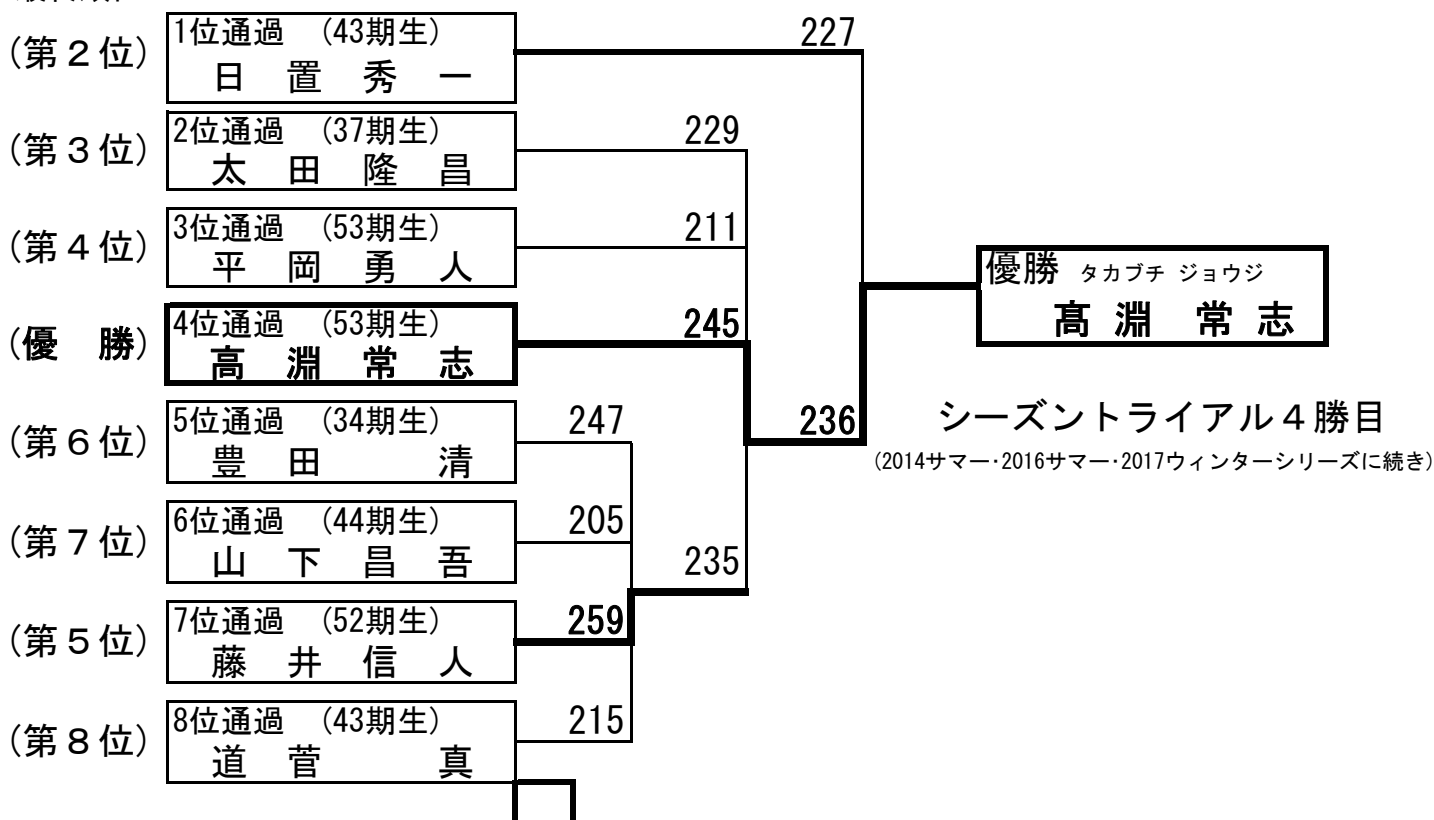 (第２位)
1位通過 (43期生)
日置秀一
227
(第３位)
2位通過 (37期生)
太田隆昌
229
(第４位)
3位通過 (53期生)
平岡勇人
211
(優 勝)
4位通過 (53期生)
高淵常志
245
(第６位)
5位通過 (34期生)
豊田 清
247
(第７位)
6位通過 (44期生)
山下昌吾
205
(第５位)
7位通過 (52期生)
藤井信人
259
235
(第８位)
8位通過 (43期生)
道菅 真
215
236
優勝 タカブチ ジョウジ
髙淵 常志
シーズントライアル４勝目
(2014サマー･2016サマー･2017ウィンターシリーズに続き)